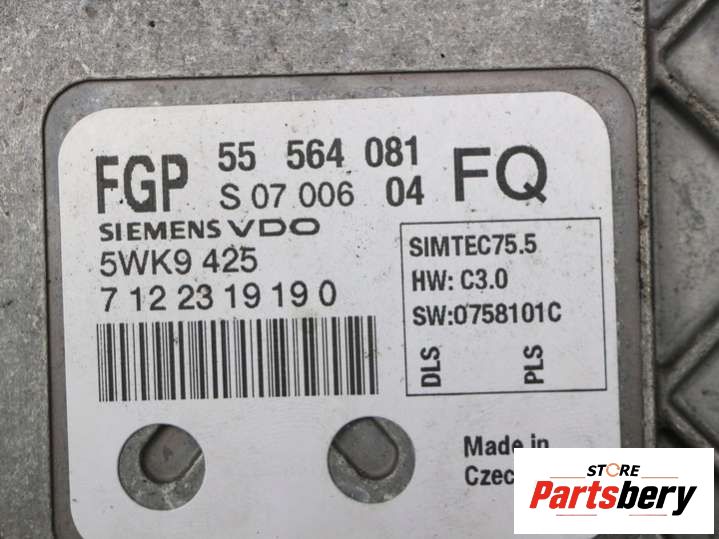 FGP 55 564 081 FQ
S 07 006 04
SIEMENS VDO
5WK9 425
7 12 23 19 19 0
SIMTEC75.5
HW: C3.0
SW:0758101C
DLS PLS
Made in
Czec
STORE
Partsbery